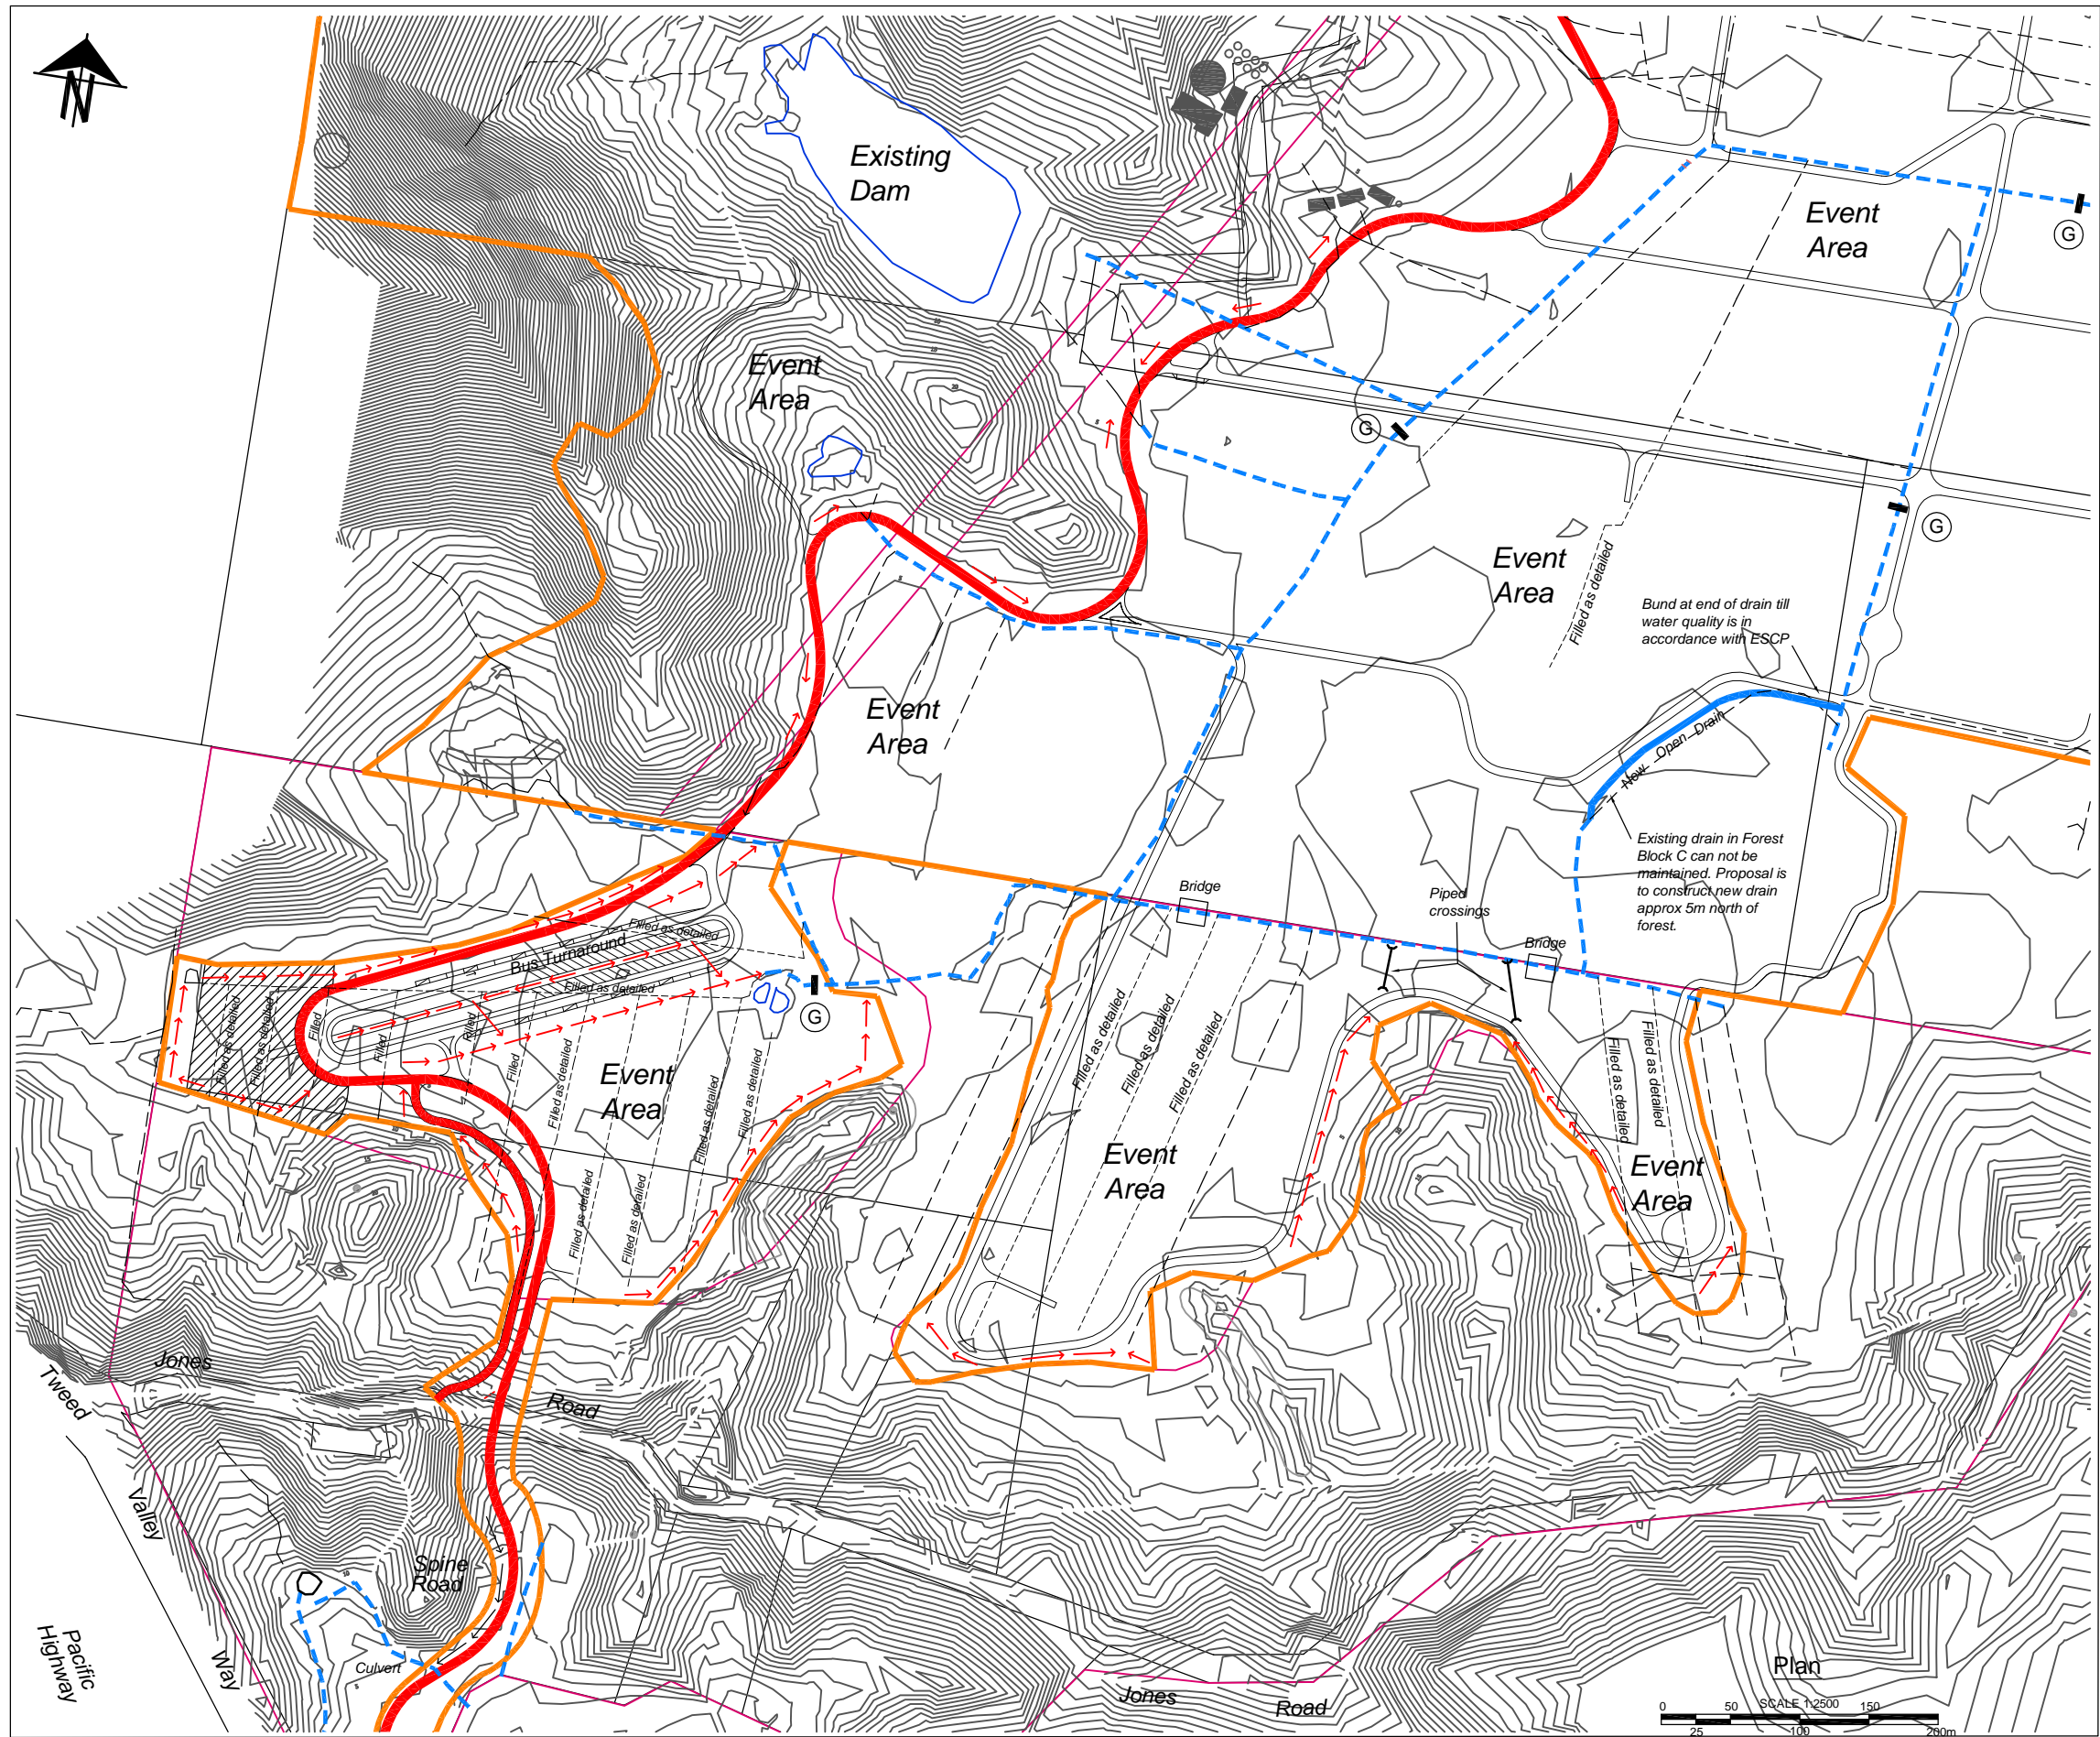 N
Existing
Dam
Event
Area
G
Event
Area
G
G
Event
Area
Filled as detailed
Bund at end of drain till
water quality is in
accordance with ESCP
Event
Area
New Open Drain
Existing drain in Forest
Block C can not be
maintained. Proposal is
to construct new drain
approx 5m north of
forest.
Bridge
Piped
crossings
Bridge
Filled as detailed
Bus Turnaround
Filled as detailed
G
Filled as detailed
Filled as detailed
Filled
Filled
Filled
Filled
Filled as detailed
Event
Area
Filled as detailed
Filled as detailed
Filled as detailed
Filled as detailed
Filled as detailed
Filled as detailed
Filled as detailed
Event
Area
Filled as detailed
Filled as detailed
Event
Area
Jones
Road
Tweed
Valley
Way
Spine
Road
Pacific
Highway
Culvert
Jones
Road
Plan
0 50 SCALE 1:2500 150
25 100 200m